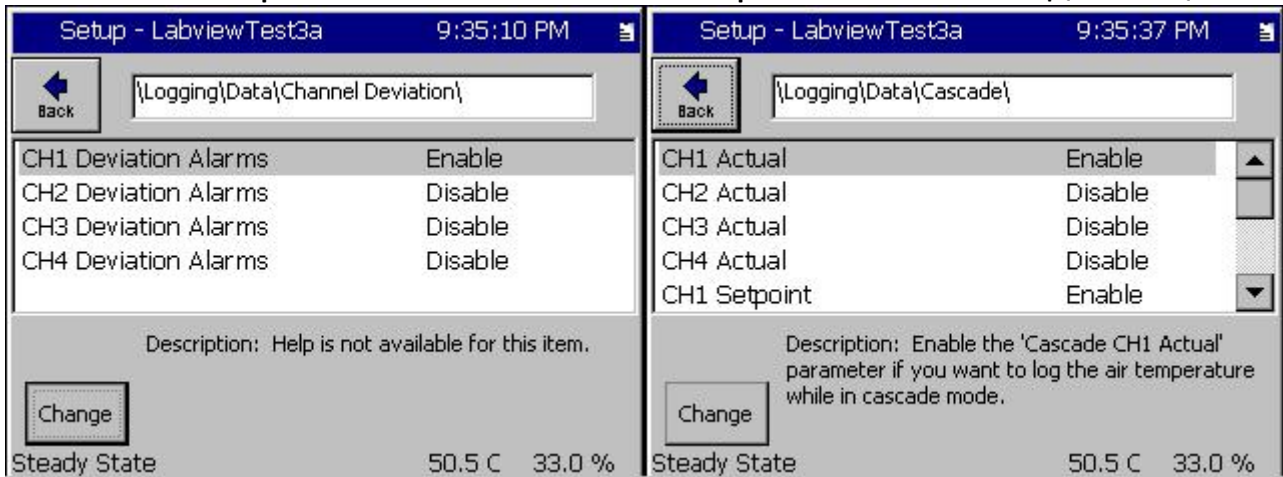 Setup - LabviewTest3a 9:35:10 PM
Back
\Logging\Data\Channel Deviation\
CH1 Deviation Alarms Enable
CH2 Deviation Alarms Disable
CH3 Deviation Alarms Disable
CH4 Deviation Alarms Disable
Description: Help is not available for this item.
Change
Steady State 50.5 C 33.0 %
Setup - LabviewTest3a 9:35:37 PM
Back
\Logging\Data\Cascade\
CH1 Actual Enable
CH2 Actual Disable
CH3 Actual Disable
CH4 Actual Disable
CH1 Setpoint Enable
Description: Enable the 'Cascade CH1 Actual'
parameter if you want to log the air temperature
while in cascade mode.
Change
Steady State 50.5 C 33.0 %